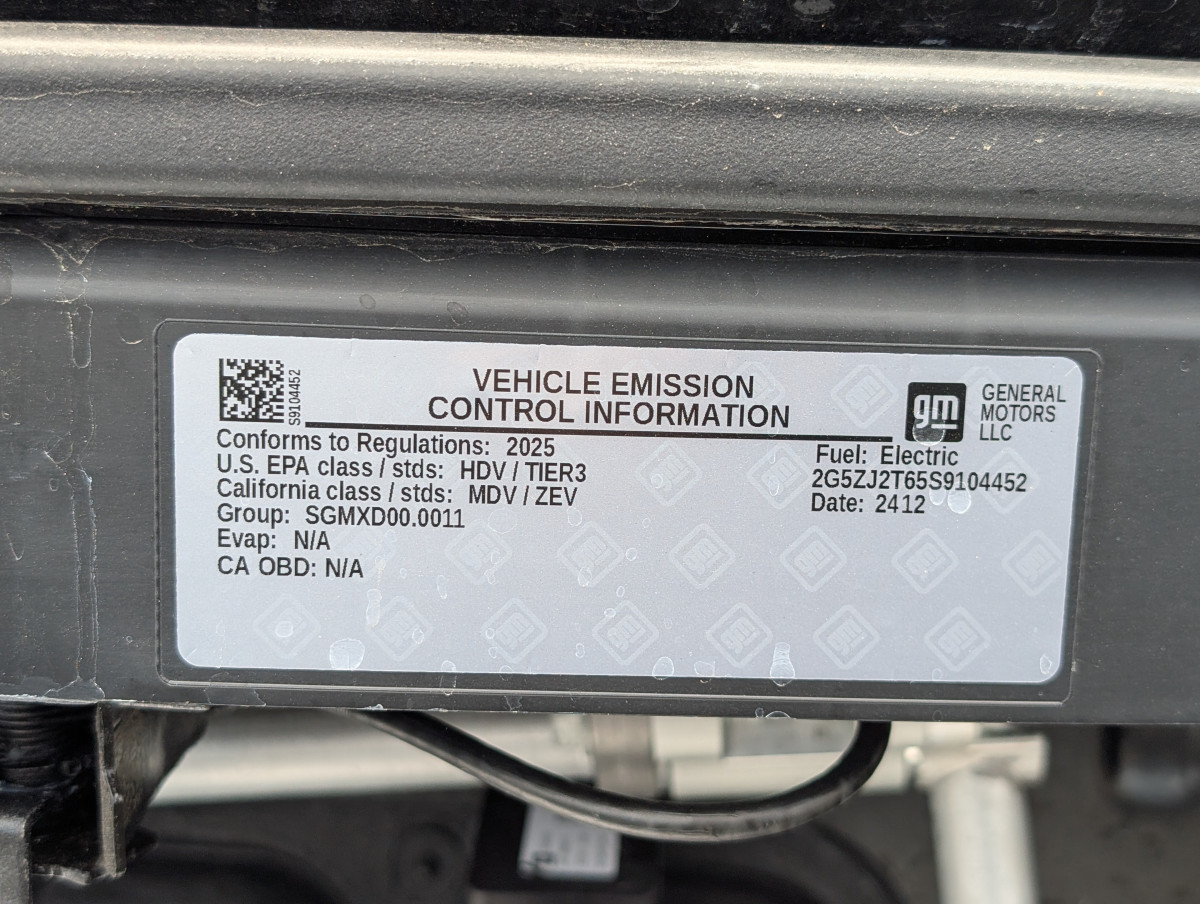 S9104452
VEHICLE EMISSION
CONTROL INFORMATION
gm
GENERAL
MOTORS
LLC
Conforms to Regulations: 2025
U.S. EPA class / stds: HDV / TIER3
California class / stds: MDV / ZEV
Group: SGMXD00.0011
Evap: N/A
CA OBD: N/A
Fuel: Electric
2G5ZJ2T65S9104452
Date: 2412